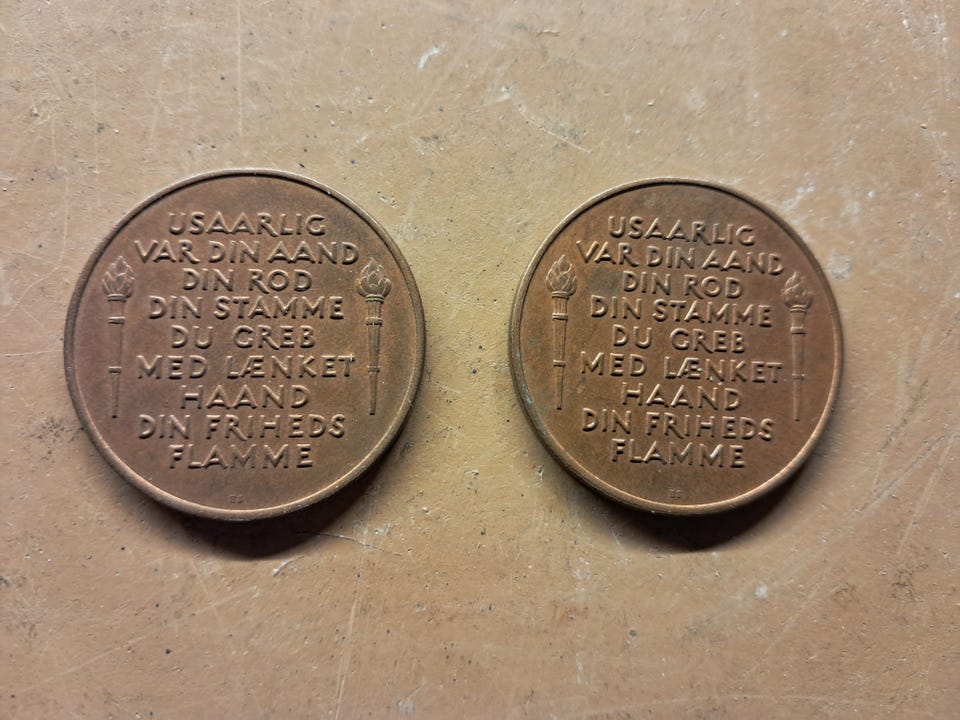 USAARLIG
VAR DIN AAND
DIN ROD
DIN STAMME
DU GREB
MED LÆNKET
HAAND
DIN FRIHEDS
FLAMME
USAARLIG
VAR DIN AAND
DIN ROD
DIN STAMME
DU GREB
MED LÆNKET
HAAND
DIN FRIHEDS
FLAMME